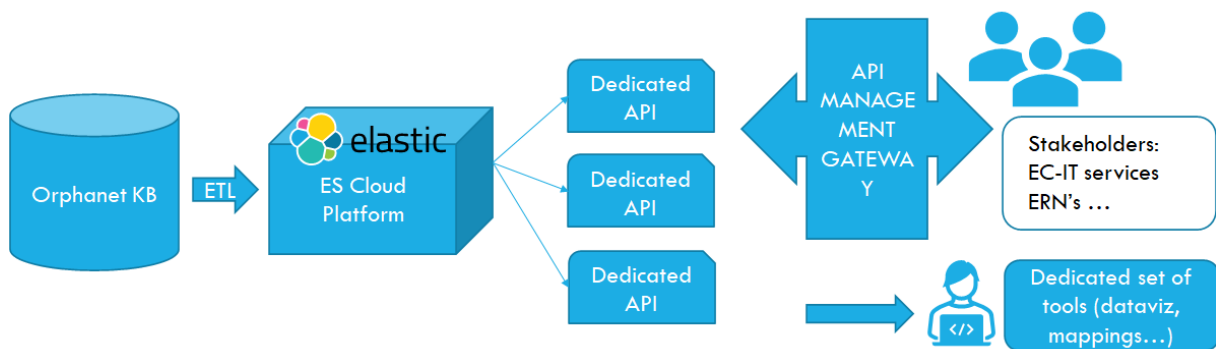 Orphanet KB
ETL
elastic
ES Cloud
Platform
Dedicated
API
Dedicated
API
Dedicated
API
API
MANAGE
MENT
GATEWA
Y
Stakeholders:
EC-IT services
ERN’s …
</>
Dedicated set of
tools (dataviz,
mappings…)